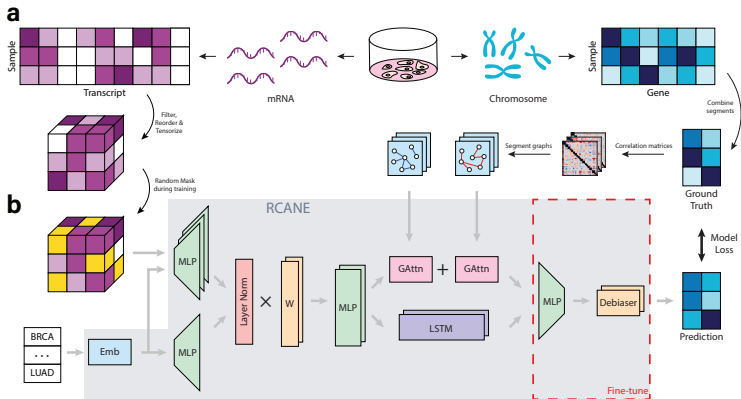 a
Sample
Transcript
mRNA
Chromosome
Sample
Gene
Filter,
Reorder &
Tensorize
Combine
segments
Segment graphs
Correlation matrices
Ground
Truth
Random Mask
during training
b
RCANE
MLP
Layer Norm
×
W
MLP
GAttn
+
GAttn
LSTM
MLP
Debiaser
Model
Loss
Prediction
BRCA
...
LUAD
Emb
MLP
Fine-tune